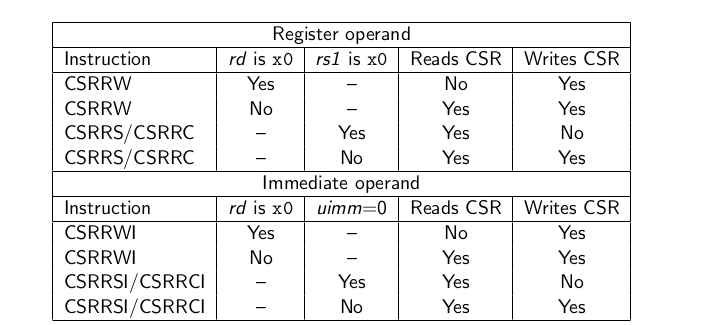 Register operand
Instruction rd is x0 rs1 is x0 Reads CSR Writes CSR
CSRRW Yes – No Yes
CSRRW No – Yes Yes
CSRRS/CSRRC – Yes Yes No
CSRRS/CSRRC – No Yes Yes
Immediate operand
Instruction rd is x0 uimm=0 Reads CSR Writes CSR
CSRRWI Yes – No Yes
CSRRWI No – Yes Yes
CSRRSI/CSRRCI – Yes Yes No
CSRRSI/CSRRCI – No Yes Yes